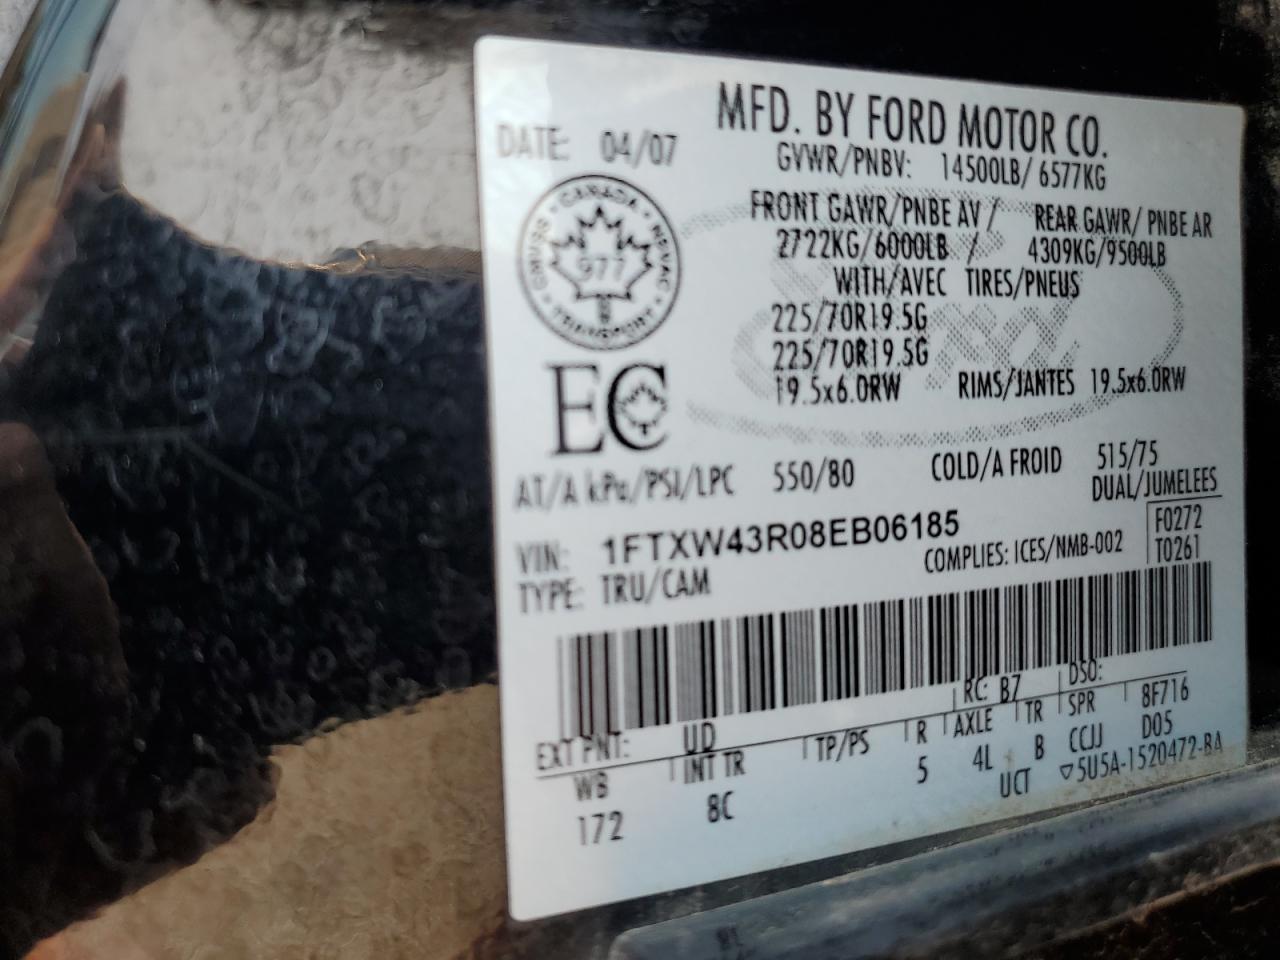 MFD. BY FORD MOTOR CO.
DATE: 04/07
GVWR/PNBV: 14500LB/ 6577KG
FRONT GAWR/PNBE AV / REAR GAWR/ PNBE AR
2722KG/6000LB / 4309KG/9500LB
WITH/AVEC TIRES/PNEUS
225/70R19.5G
225/70R19.5G
19.5x6.0RW RIMS/JANTES 19.5x6.0RW
CANADA
TRANSPORT
977
EC
AT/A kPa/PSI/LPC 550/80 COLD/A FROID 515/75
DUAL/JUMELEES
VIN: 1FTXW43R08EB06185
F0272
TYPE: TRU/CAM COMPLIES: ICES/NMB-002 T0261
EXT PNT: UD RC: B7 DSO:
WB INT TR TP/PS R AXLE TR SPR 8F716
172 8C 5 4L B CCJJ D05
UCT ▽5U5A-1520472-BA